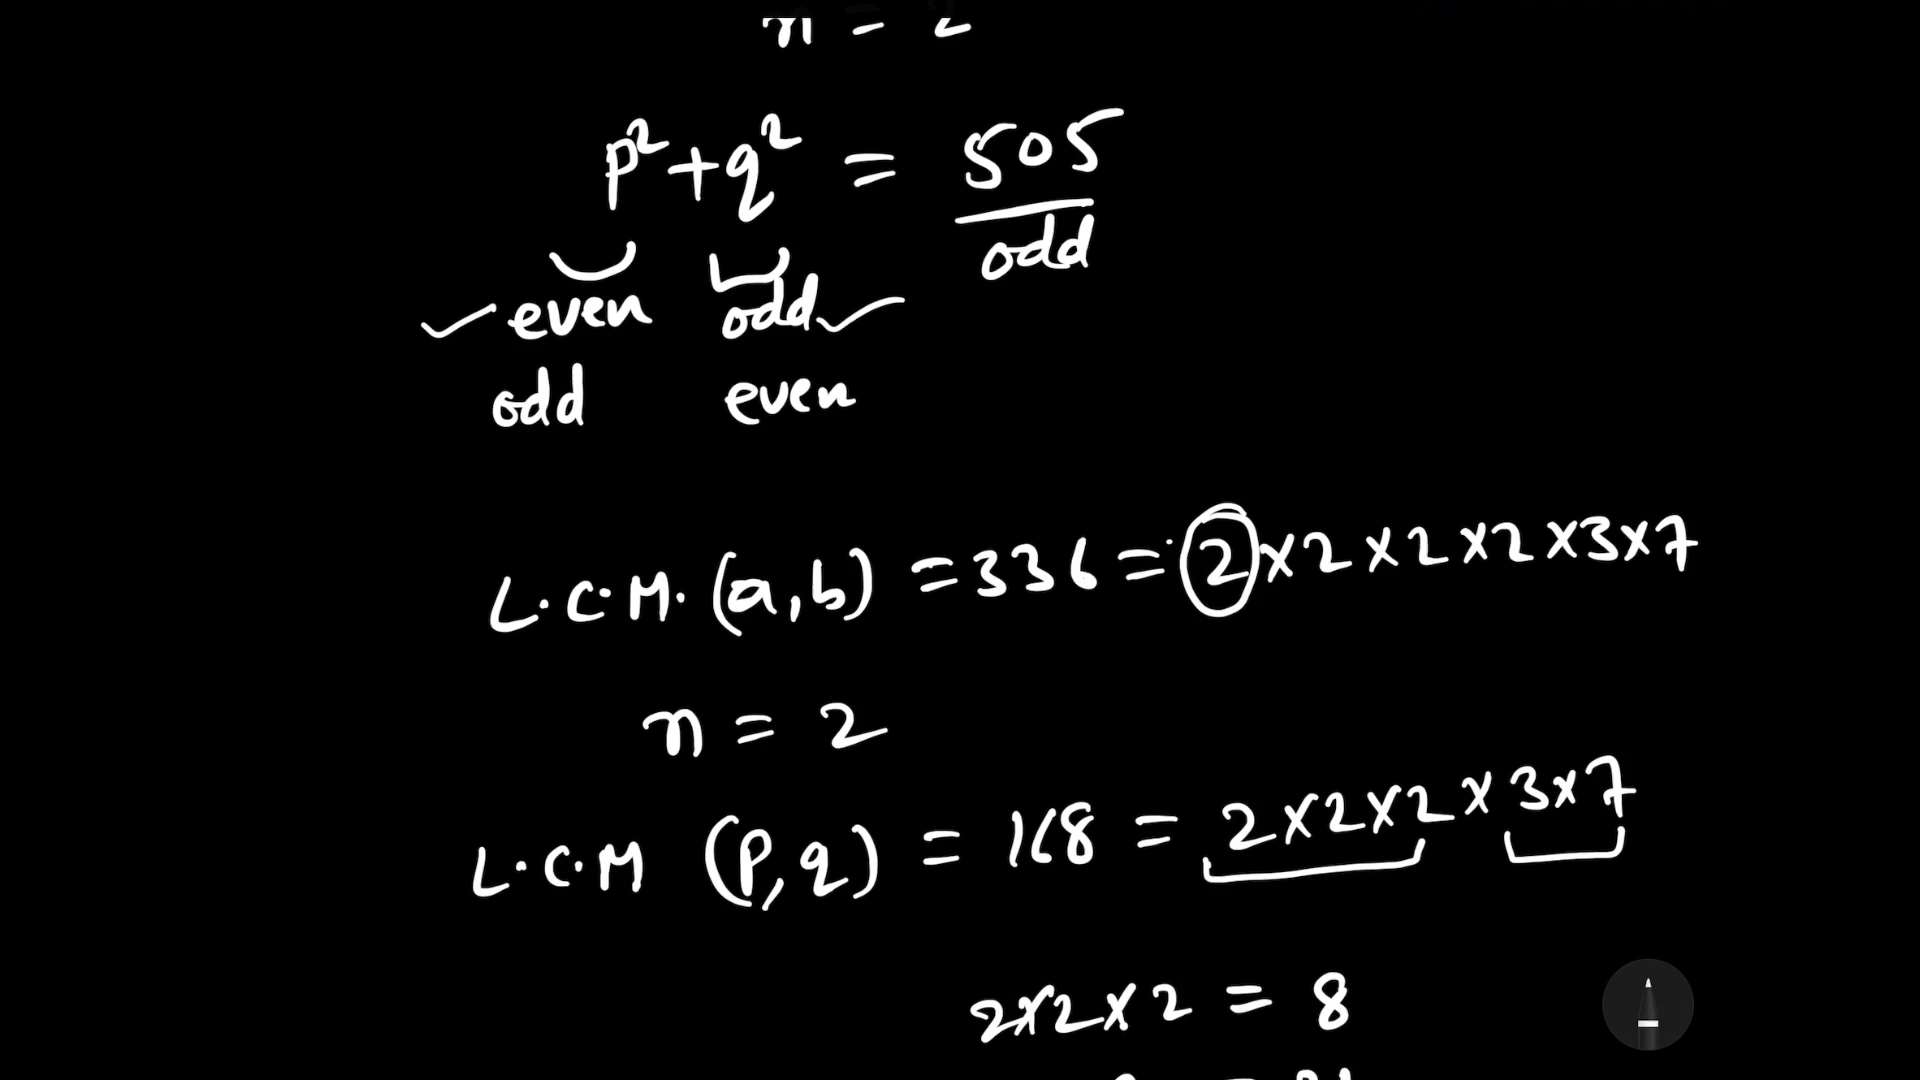 n = 2
p²+q² = 505
odd
even odd
odd even
L.C.M. (a,b) = 336 = 2×2×2×2×3×7
n = 2
L.C.M (p,q) = 168 = 2×2×2×3×7
2×2×2 = 8